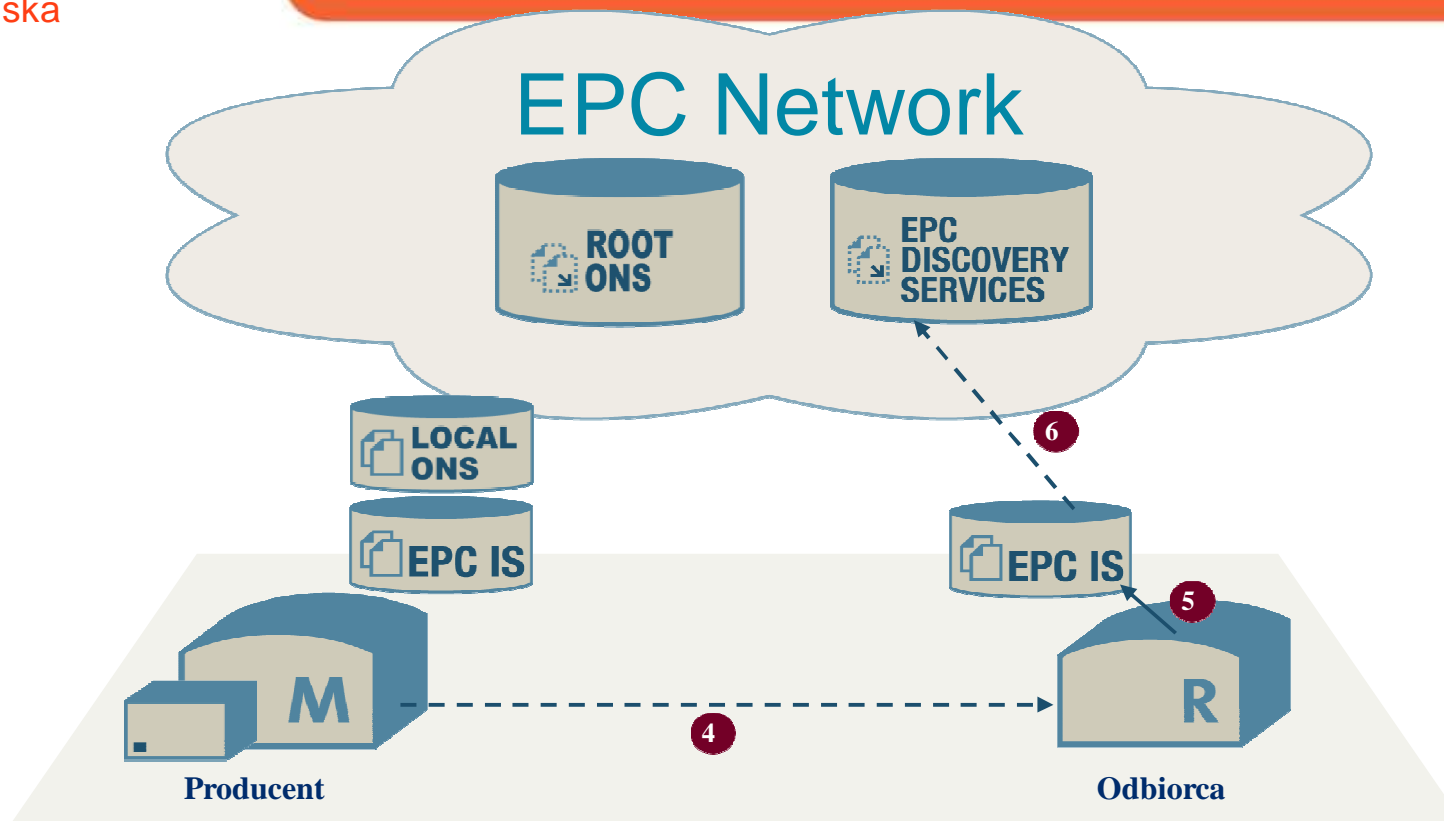 ska
EPC Network
ROOT
ONS
EPC
DISCOVERY
SERVICES
LOCAL
ONS
6
EPC IS
EPC IS
5
M
R
4
Producent
Odbiorca